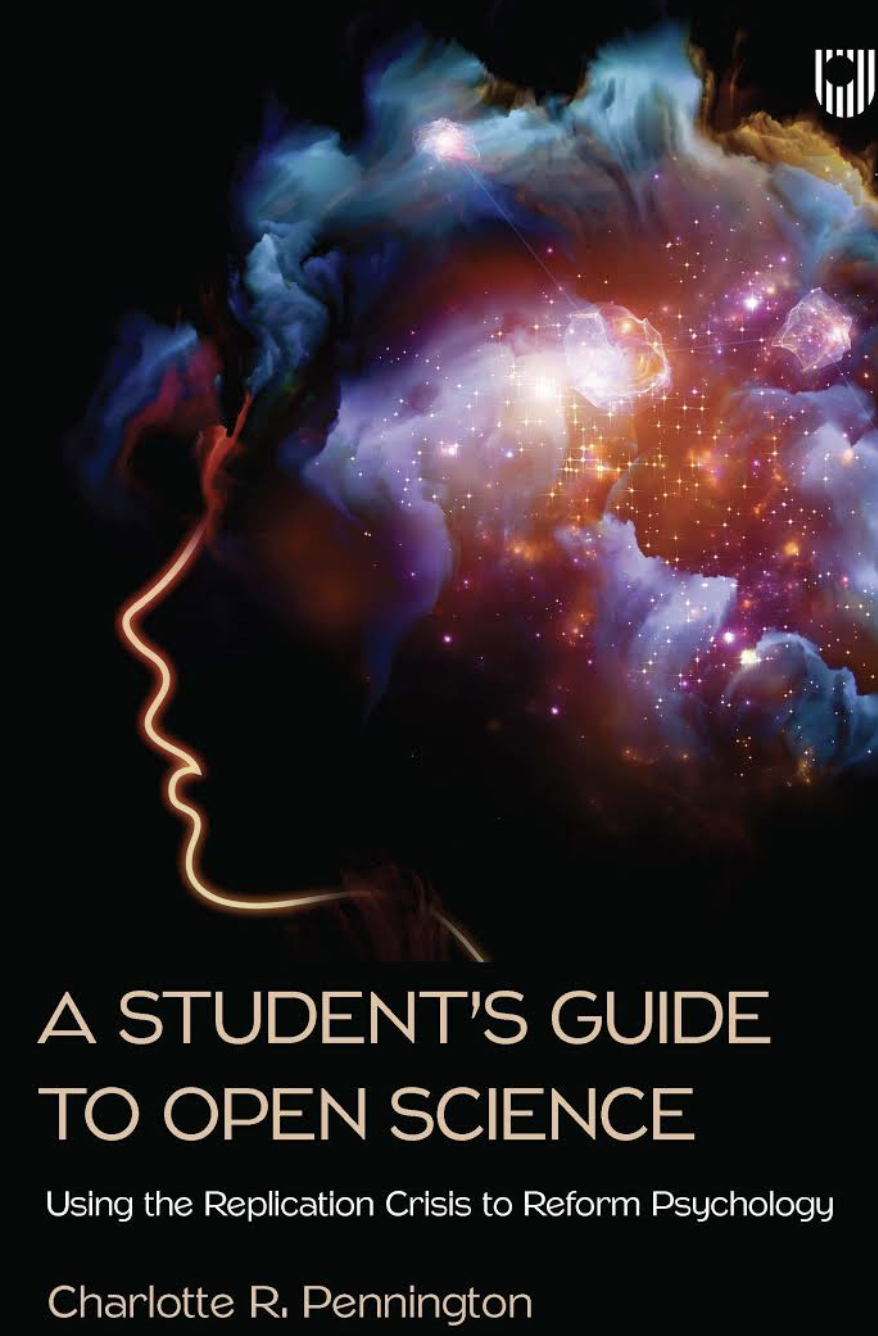 A STUDENT'S GUIDE
TO OPEN SCIENCE
Using the Replication Crisis to Reform Psychology
Charlotte R. Pennington